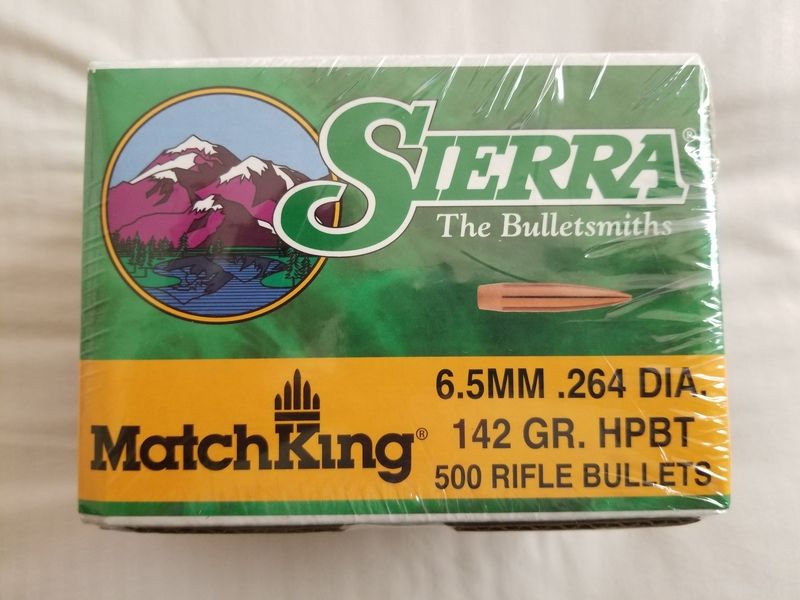 SIERRA®
The Bulletsmiths
6.5MM .264 DIA.
MatchKing®
142 GR. HPBT
500 RIFLE BULLETS